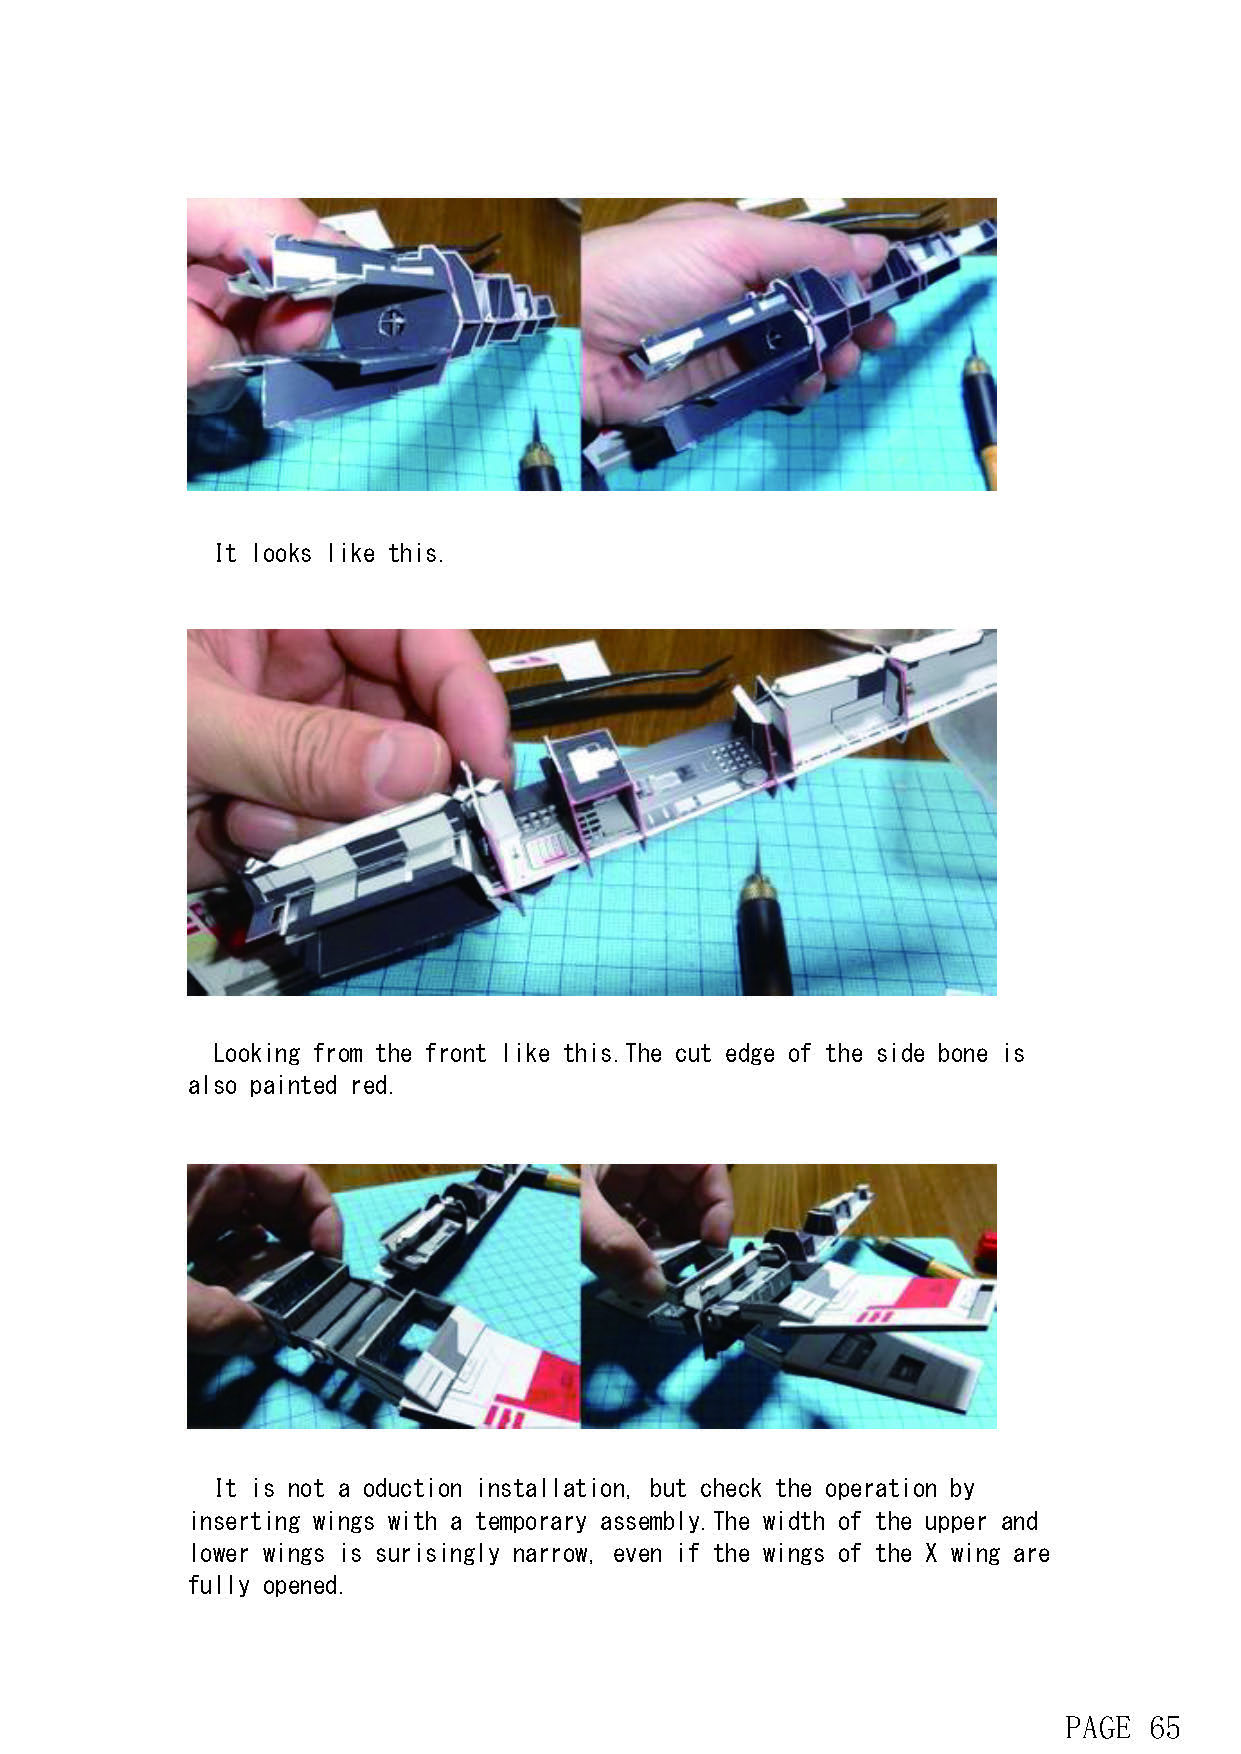 It looks like this.
Looking from the front like this.The cut edge of the side bone is
also painted red.
It is not a oduction installation, but check the operation by
inserting wings with a temporary assembly.The width of the upper and
lower wings is surisingly narrow, even if the wings of the X wing are
fully opened.
PAGE 65